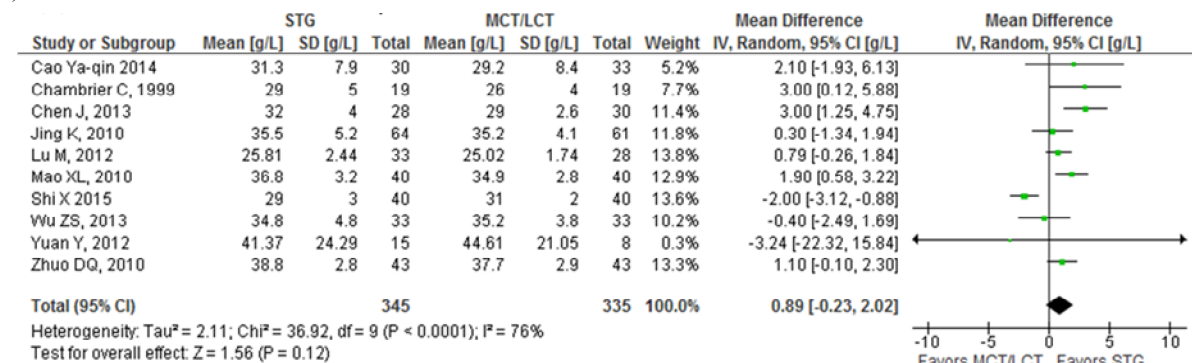 STG MCT/LCT Mean Difference Mean Difference
Study or Subgroup Mean [g/L] SD [g/L] Total Mean [g/L] SD [g/L] Total Weight IV, Random, 95% CI [g/L] IV, Random, 95% CI [g/L]
Cao Ya-qin 2014 31.3 7.9 30 29.2 8.4 33 5.2% 2.10 [-1.93, 6.13]
Chambrier C, 1999 29 5 19 26 4 19 7.7% 3.00 [0.12, 5.88]
Chen J, 2013 32 4 28 29 2.6 30 11.4% 3.00 [1.25, 4.75]
Jing K, 2010 35.5 5.2 64 35.2 4.1 61 11.8% 0.30 [-1.34, 1.94]
Lu M, 2012 25.81 2.44 33 25.02 1.74 28 13.8% 0.79 [-0.26, 1.84]
Mao XL, 2010 36.8 3.2 40 34.9 2.8 40 12.9% 1.90 [0.58, 3.22]
Shi X 2015 29 3 40 31 2 40 13.6% -2.00 [-3.12, -0.88]
Wu ZS, 2013 34.8 4.8 33 35.2 3.8 33 10.2% -0.40 [-2.49, 1.69]
Yuan Y, 2012 41.37 24.29 15 44.61 21.05 8 0.3% -3.24 [-22.32, 15.84]
Zhuo DQ, 2010 38.8 2.8 43 37.7 2.9 43 13.3% 1.10 [-0.10, 2.30]
Total (95% CI) 345 335 100.0% 0.89 [-0.23, 2.02]
Heterogeneity: Tau² = 2.11; Chi² = 36.92, df = 9 (P < 0.0001); I² = 76%
Test for overall effect: Z = 1.56 (P = 0.12)
-10 -5 0 5 10
Favors MCT/LCT Favors STG